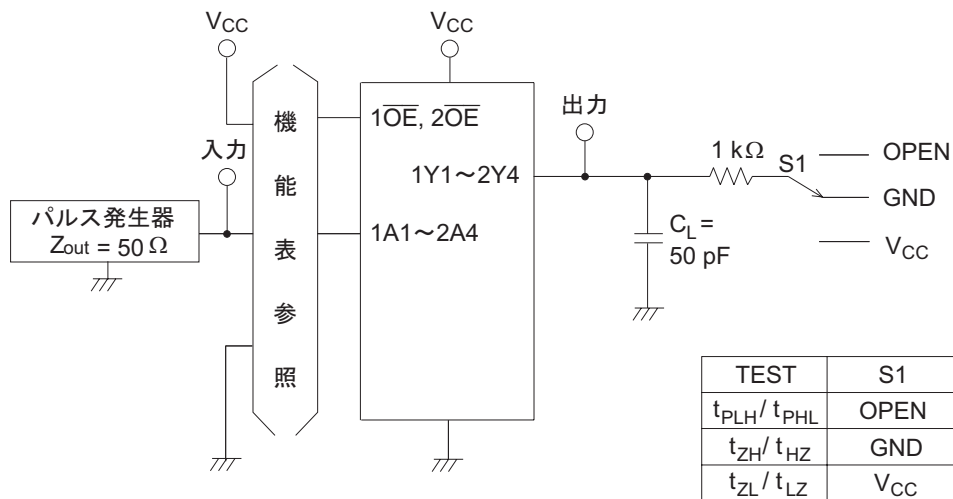 VCC
VCC
入力
機能表参照
パルス発生器
Zout = 50 Ω
1OE, 2OE
1Y1～2Y4
1A1～2A4
出力
1 kΩ
S1
OPEN
GND
VCC
CL =
50 pF
TEST S1
tPLH / tPHL OPEN
tZH / tHZ GND
tZL / tLZ VCC